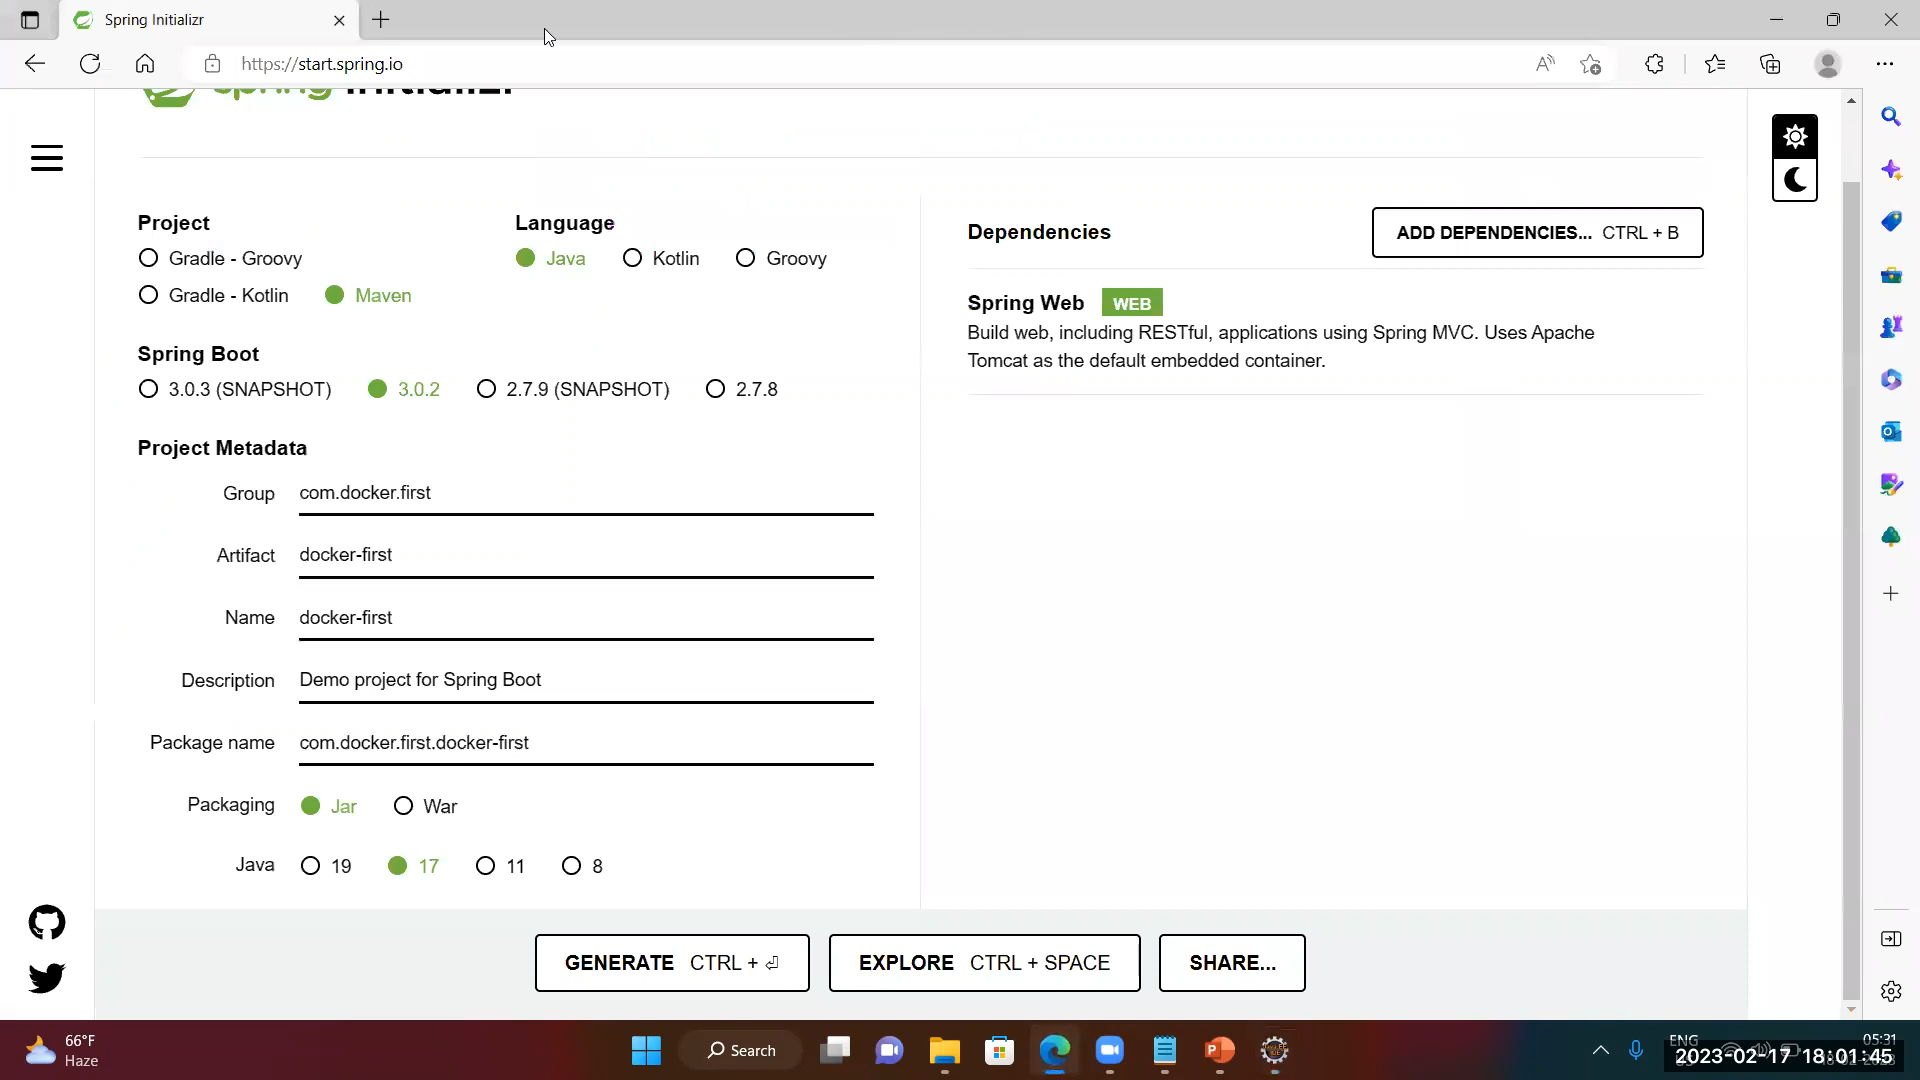 Spring Initializr
https://start.spring.io
spring initializr
Project
Gradle - Groovy
Gradle - Kotlin
Maven
Language
Java
Kotlin
Groovy
Spring Boot
3.0.3 (SNAPSHOT)
3.0.2
2.7.9 (SNAPSHOT)
2.7.8
Project Metadata
Group
com.docker.first
Artifact
docker-first
Name
docker-first
Description
Demo project for Spring Boot
Package name
com.docker.first.docker-first
Packaging
Jar
War
Java
19
17
11
8
Dependencies
ADD DEPENDENCIES... CTRL + B
Spring Web WEB
Build web, including RESTful, applications using Spring MVC. Uses Apache
Tomcat as the default embedded container.
GENERATE CTRL + ⏎
EXPLORE CTRL + SPACE
SHARE...
66°F
Haze
Search
ENG
05:31
2023-02-17 18:01:45